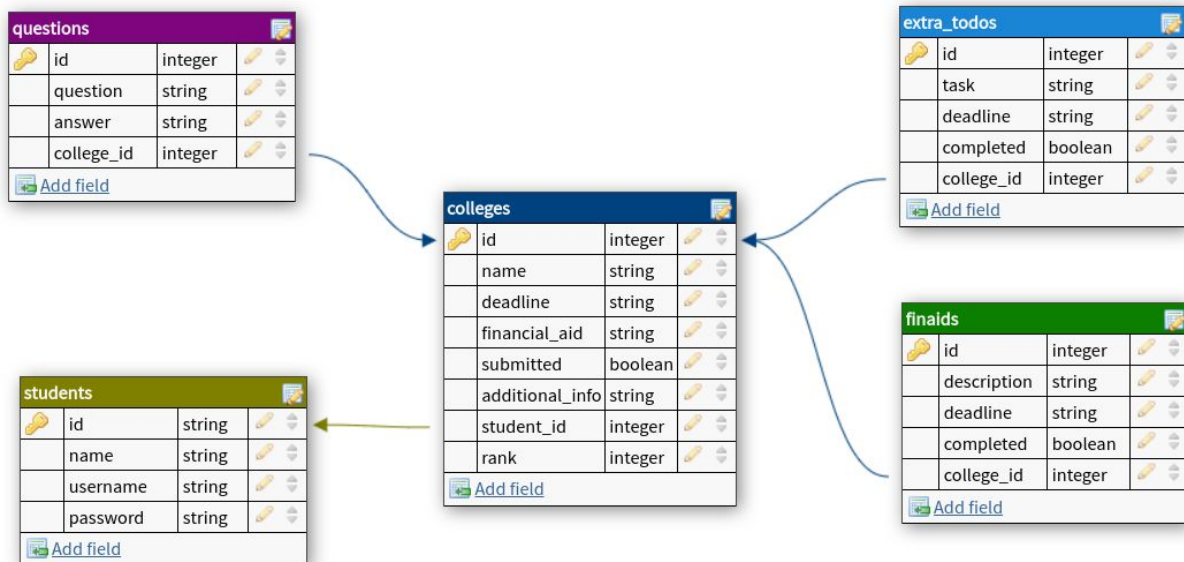 questions
id integer
question string
answer string
college_id integer
Add field
extra_todos
id integer
task string
deadline string
completed boolean
college_id integer
Add field
colleges
id integer
name string
deadline string
financial_aid string
submitted boolean
additional_info string
student_id integer
rank integer
Add field
students
id string
name string
username string
password string
Add field
finaids
id integer
description string
deadline string
completed boolean
college_id integer
Add field